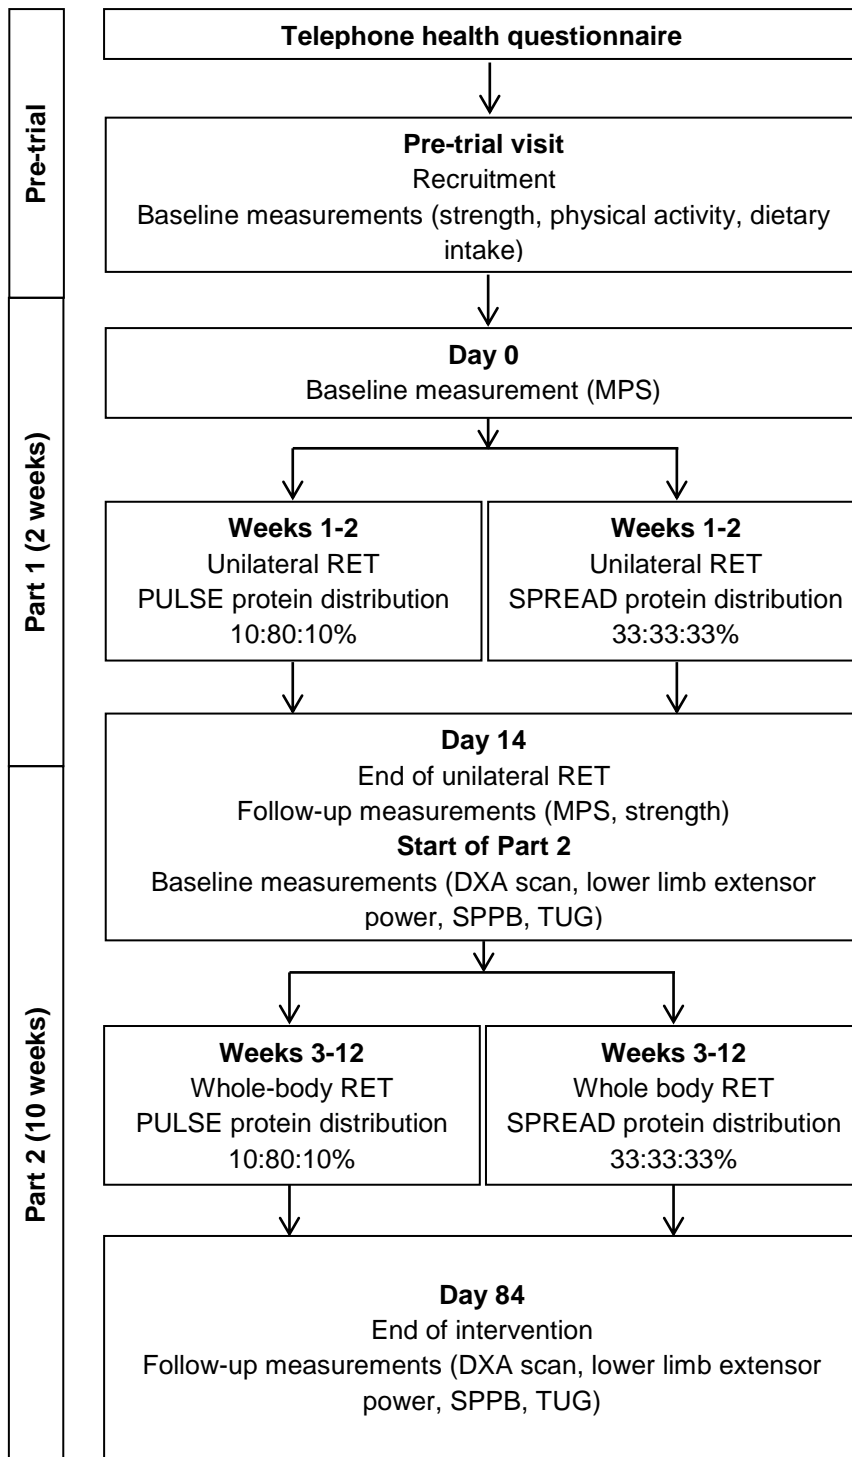 Pre-trial
Telephone health questionnaire
Pre-trial visit
Recruitment
Baseline measurements (strength, physical activity, dietary
intake)
Part 1 (2 weeks)
Day 0
Baseline measurement (MPS)
Weeks 1-2
Unilateral RET
PULSE protein distribution
10:80:10%
Weeks 1-2
Unilateral RET
SPREAD protein distribution
33:33:33%
Day 14
End of unilateral RET
Follow-up measurements (MPS, strength)
Start of Part 2
Baseline measurements (DXA scan, lower limb extensor
power, SPPB, TUG)
Part 2 (10 weeks)
Weeks 3-12
Whole-body RET
PULSE protein distribution
10:80:10%
Weeks 3-12
Whole body RET
SPREAD protein distribution
33:33:33%
Day 84
End of intervention
Follow-up measurements (DXA scan, lower limb extensor
power, SPPB, TUG)